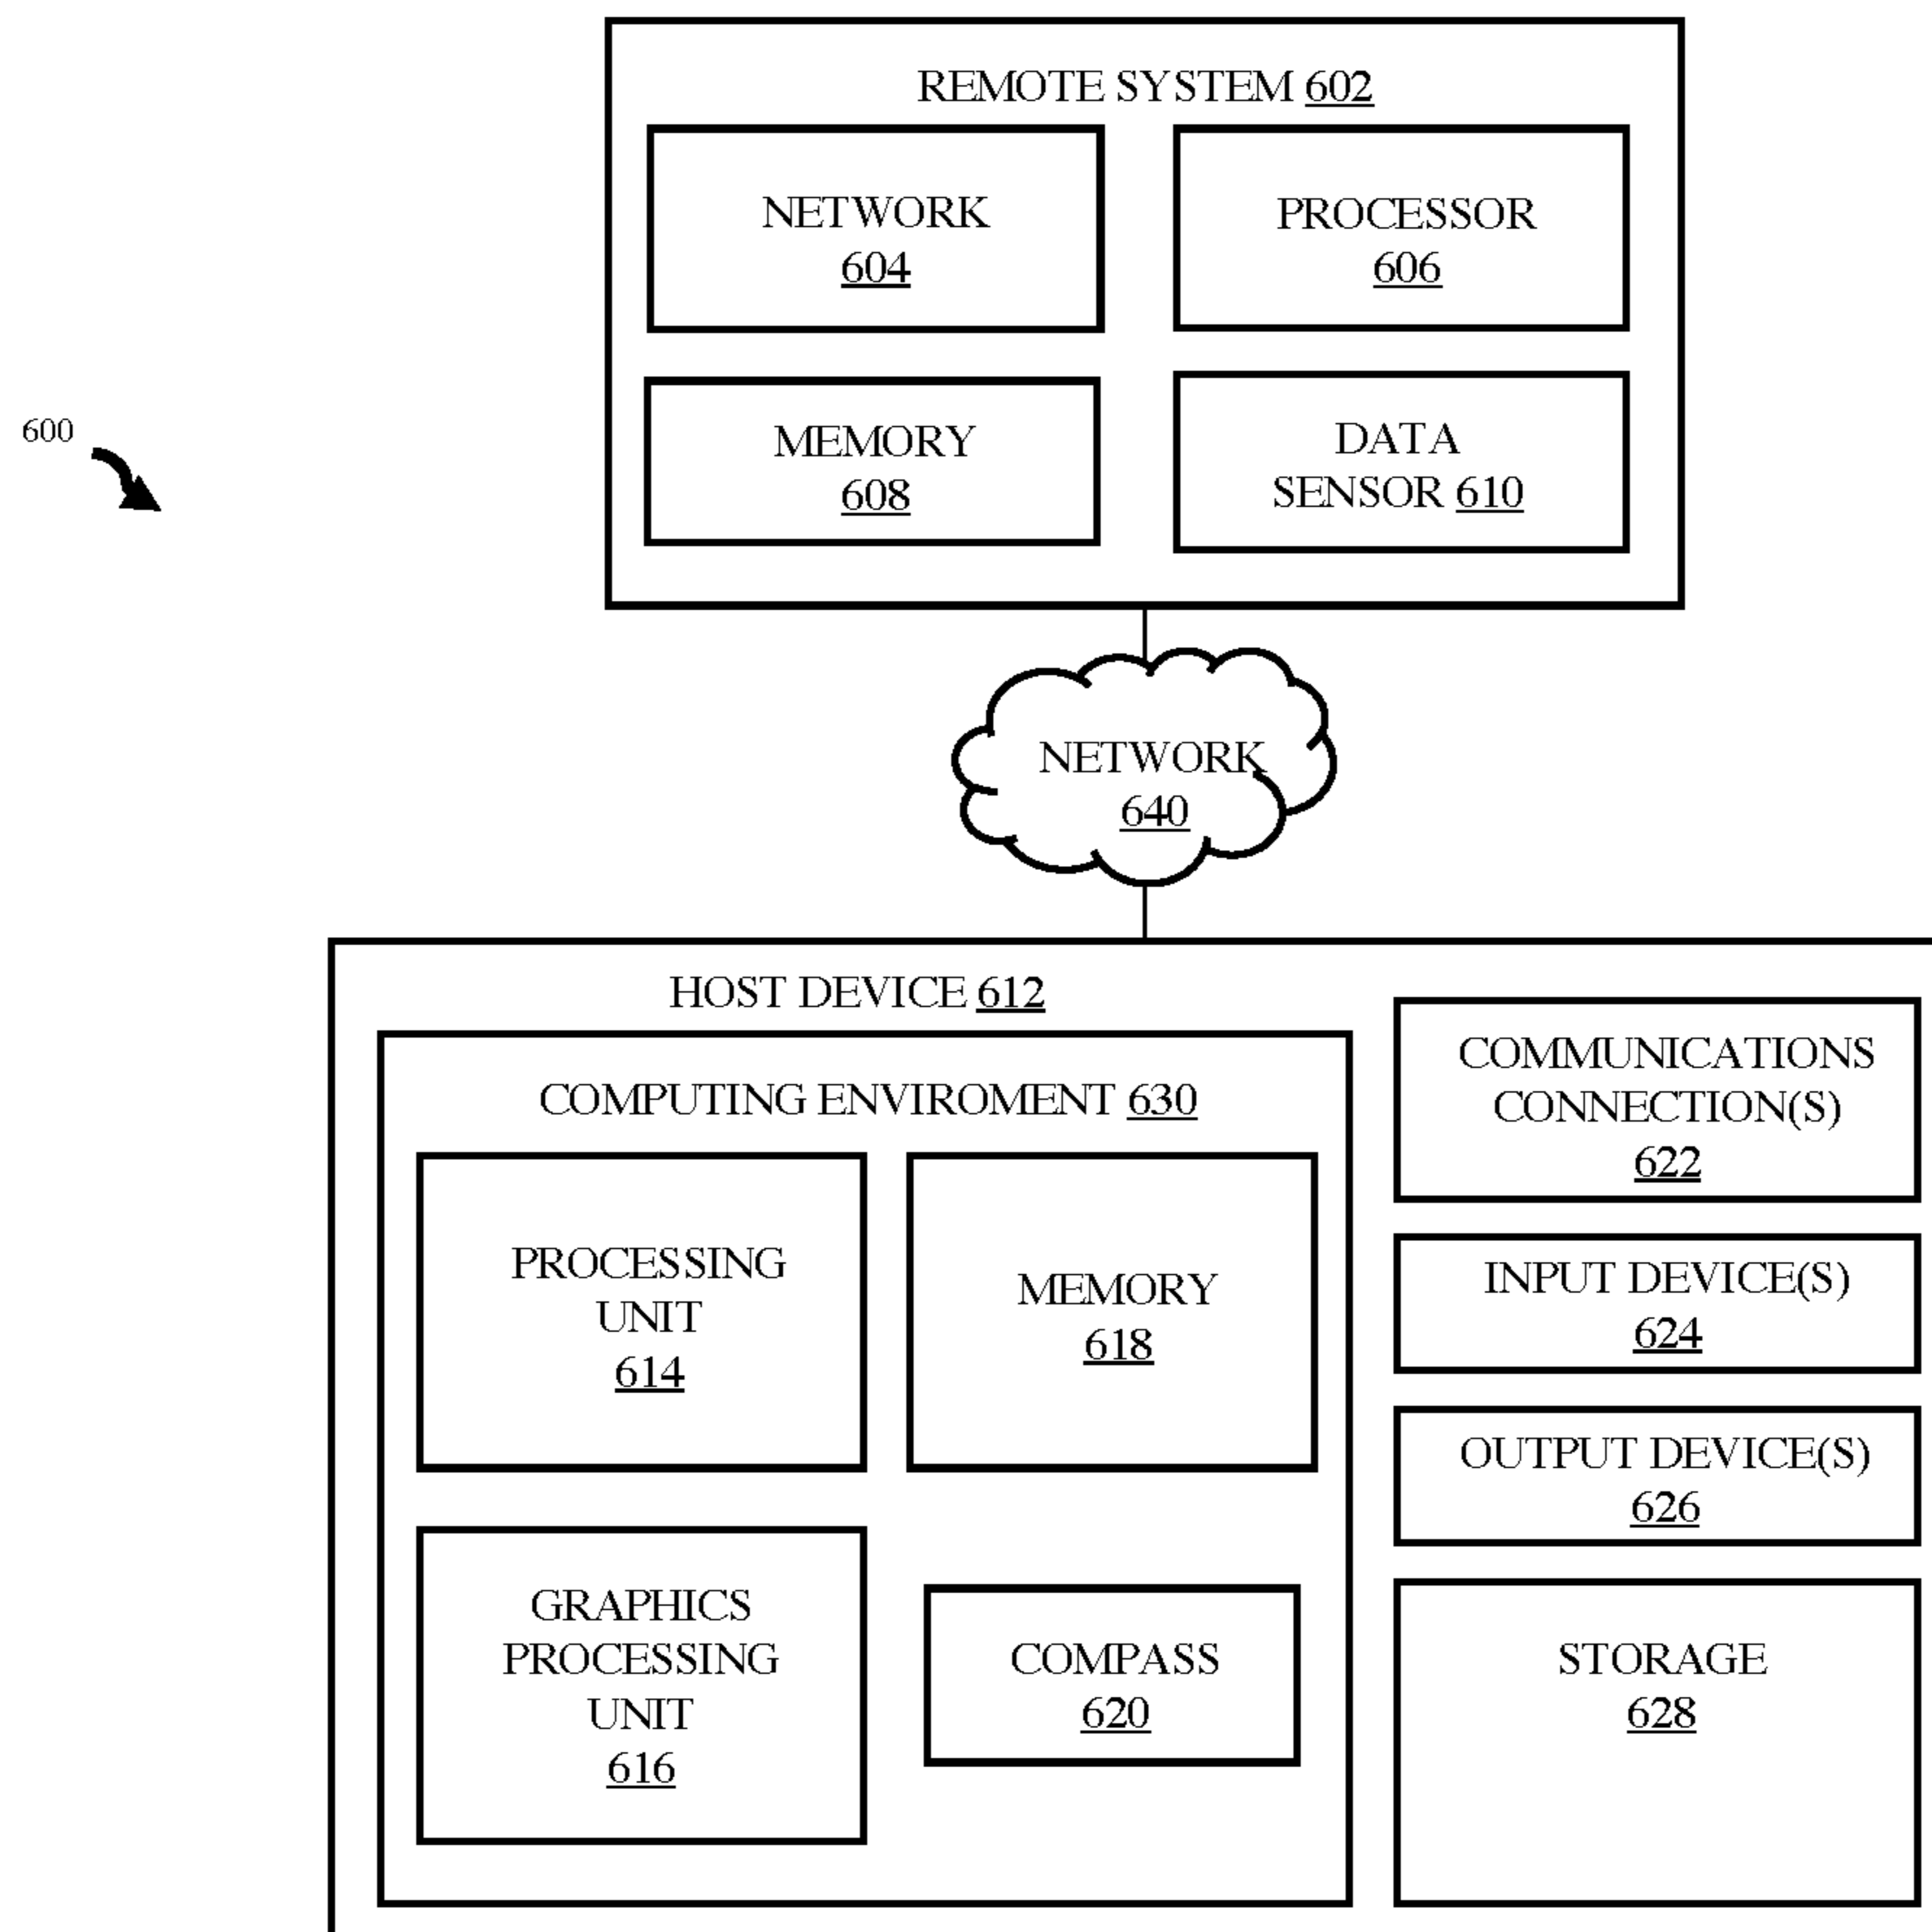 REMOTE SYSTEM 602
NETWORK
604
PROCESSOR
606
MEMORY
608
DATA
SENSOR 610
600
NETWORK
640
HOST DEVICE 612
COMPUTING ENVIROMENT 630
PROCESSING
UNIT
614
MEMORY
618
GRAPHICS
PROCESSING
UNIT
616
COMPASS
620
COMMUNICATIONS
CONNECTION(S)
622
INPUT DEVICE(S)
624
OUTPUT DEVICE(S)
626
STORAGE
628